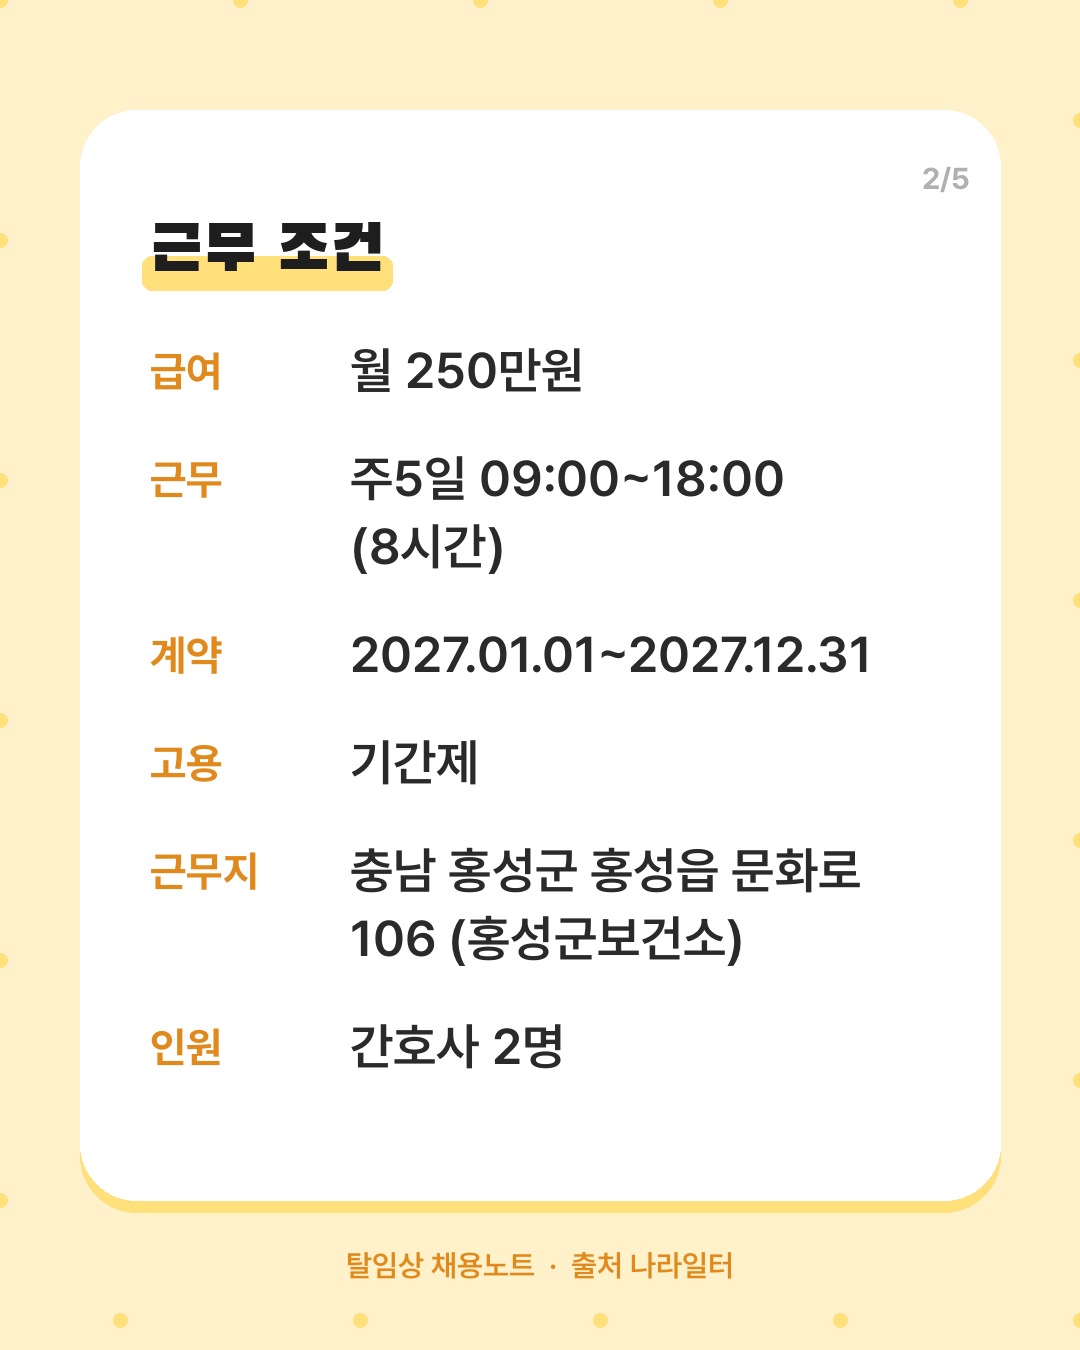 2/5
근무 조건
급여 월 250만원
근무 주5일 09:00~18:00
(8시간)
계약 2027.01.01~2027.12.31
고용 기간제
근무지 충남 홍성군 홍성읍 문화로
106 (홍성군보건소)
인원 간호사 2명
탈임상 채용노트 · 출처 나라일터